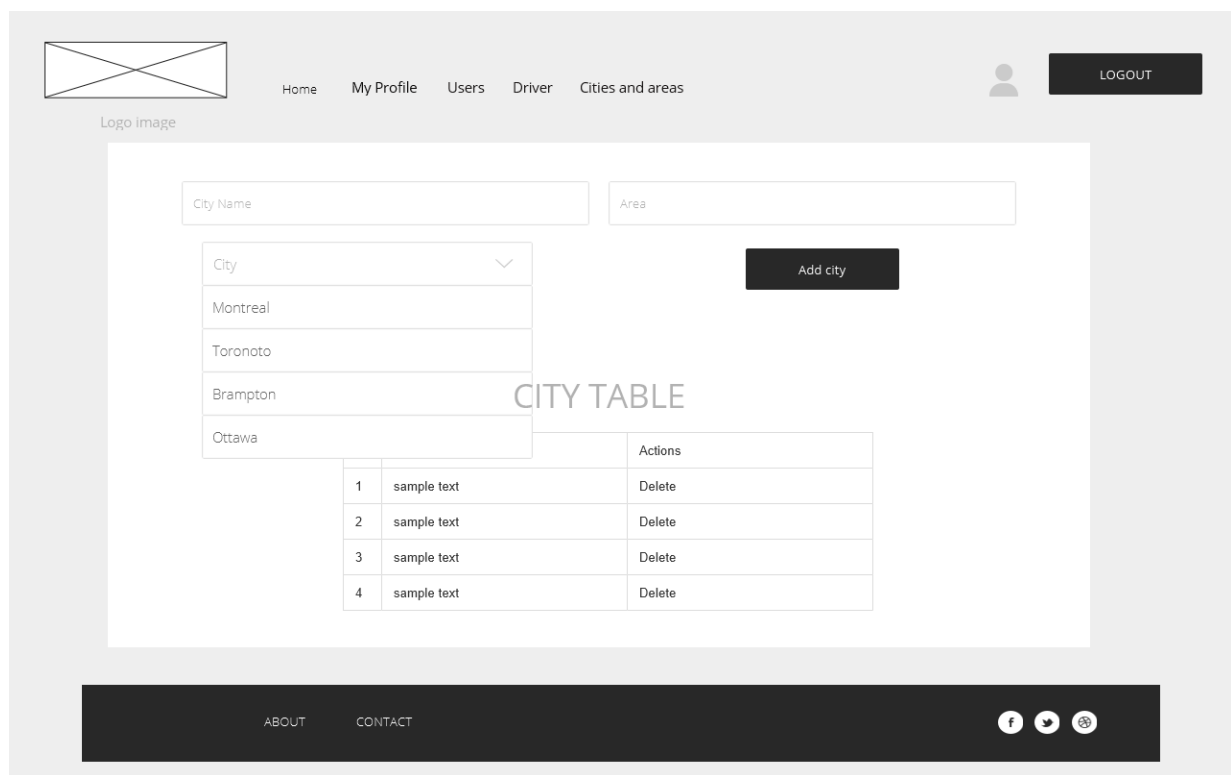 Home My Profile Users Driver Cities and areas LOGOUT
Logo image
City Name Area
City Add city
Montreal
Toronoto
Brampton
CITY TABLE
Ottawa
Actions
1 sample text Delete
2 sample text Delete
3 sample text Delete
4 sample text Delete
ABOUT CONTACT